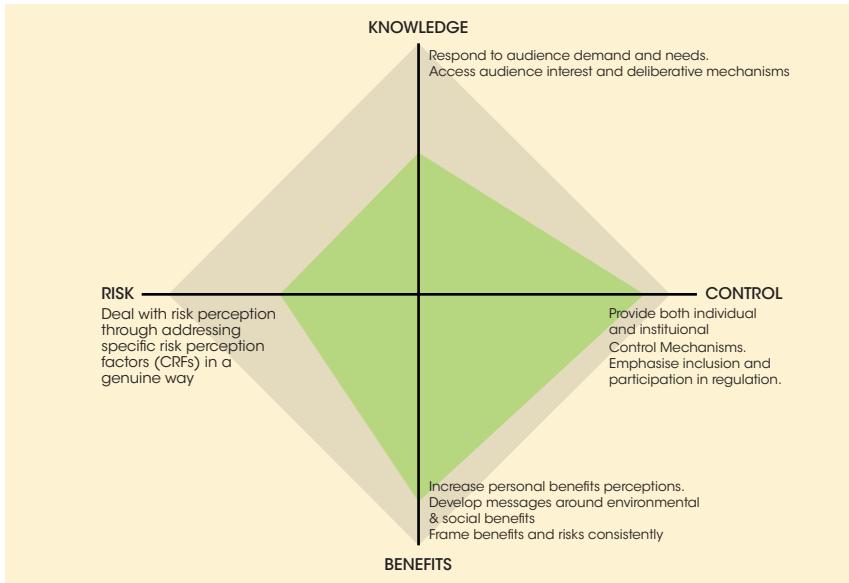 KNOWLEDGE
Respond to audience demand and needs.
Access audience interest and deliberative mechanisms
RISK
Deal with risk perception
through addressing
specific risk perception
factors (CRFs) in a
genuine way
CONTROL
Provide both individual
and instituional
Control Mechanisms.
Emphasise inclusion and
participation in regulation.
Increase personal benefits perceptions.
Develop messages around environmental
& social benefits
Frame benefits and risks consistently
BENEFITS